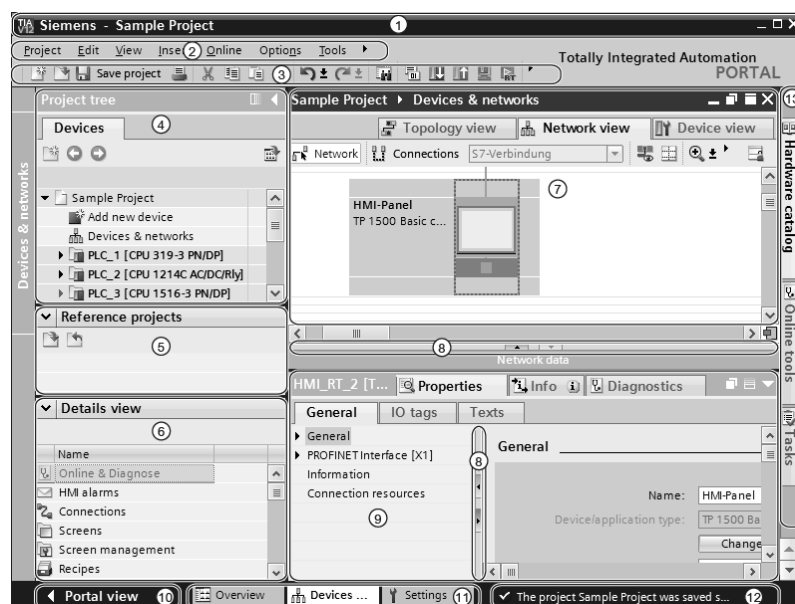 TIA V12 Siemens - Sample Project 1
Project Edit View Inse 2 Online Options Tools
Totally Integrated Automation
PORTAL
Save project 3
Project tree
Sample Project Devices & networks
13
Devices 4
Topology view Network view Device view
Network Connections S7-Verbindung
Devices & networks
Sample Project
Add new device
Devices & networks
PLC_1 [CPU 319-3 PN/DP]
PLC_2 [CPU 1214C AC/DC/Rly]
PLC_3 [CPU 1516-3 PN/DP]
7
HMI-Panel
TP 1500 Basic c...
Hardware catalog
Online tools
Tasks
Reference projects
5
8
Network data
HMI_RT_2 [T... Properties Info Diagnostics
General IO tags Texts
General
PROFINET Interface [X1]
Information
Connection resources
9
8
General
Name: HMI-Panel
Device/application type: TP 1500 Ba
Change
Details view
6
Name
Online & Diagnose
HMI alarms
Connections
Screens
Screen management
Recipes
Portal view 10 Overview Devices ... Settings 11 The project Sample Project was saved s... 12